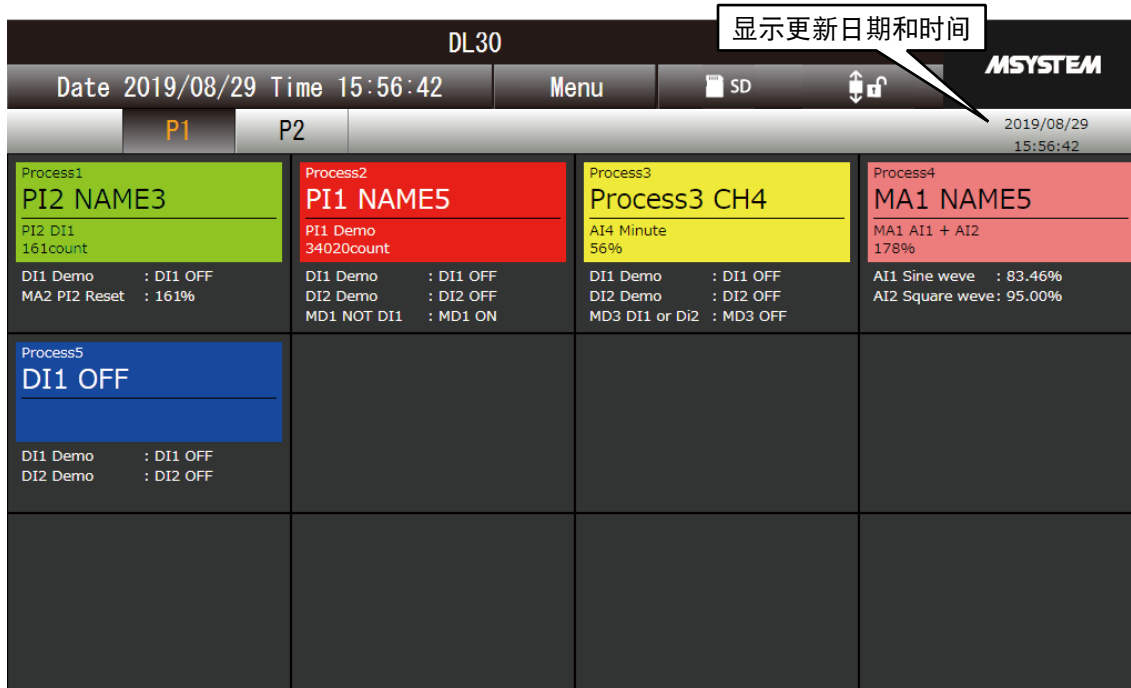 DL30
显示更新日期和时间
MSYSTEM
Date 2019/08/29 Time 15:56:42
Menu
SD
P1
P2
2019/08/29
15:56:42
Process1
PI2 NAME3
PI2 DI1
161count
DI1 Demo : DI1 OFF
MA2 PI2 Reset : 161%
Process2
PI1 NAME5
PI1 Demo
34020count
DI1 Demo : DI1 OFF
DI2 Demo : DI2 OFF
MD1 NOT DI1 : MD1 ON
Process3
Process3 CH4
AI4 Minute
56%
DI1 Demo : DI1 OFF
DI2 Demo : DI2 OFF
MD3 DI1 or Di2 : MD3 OFF
Process4
MA1 NAME5
MA1 AI1 + AI2
178%
AI1 Sine weve : 83.46%
AI2 Square weve: 95.00%
Process5
DI1 OFF
DI1 Demo : DI1 OFF
DI2 Demo : DI2 OFF